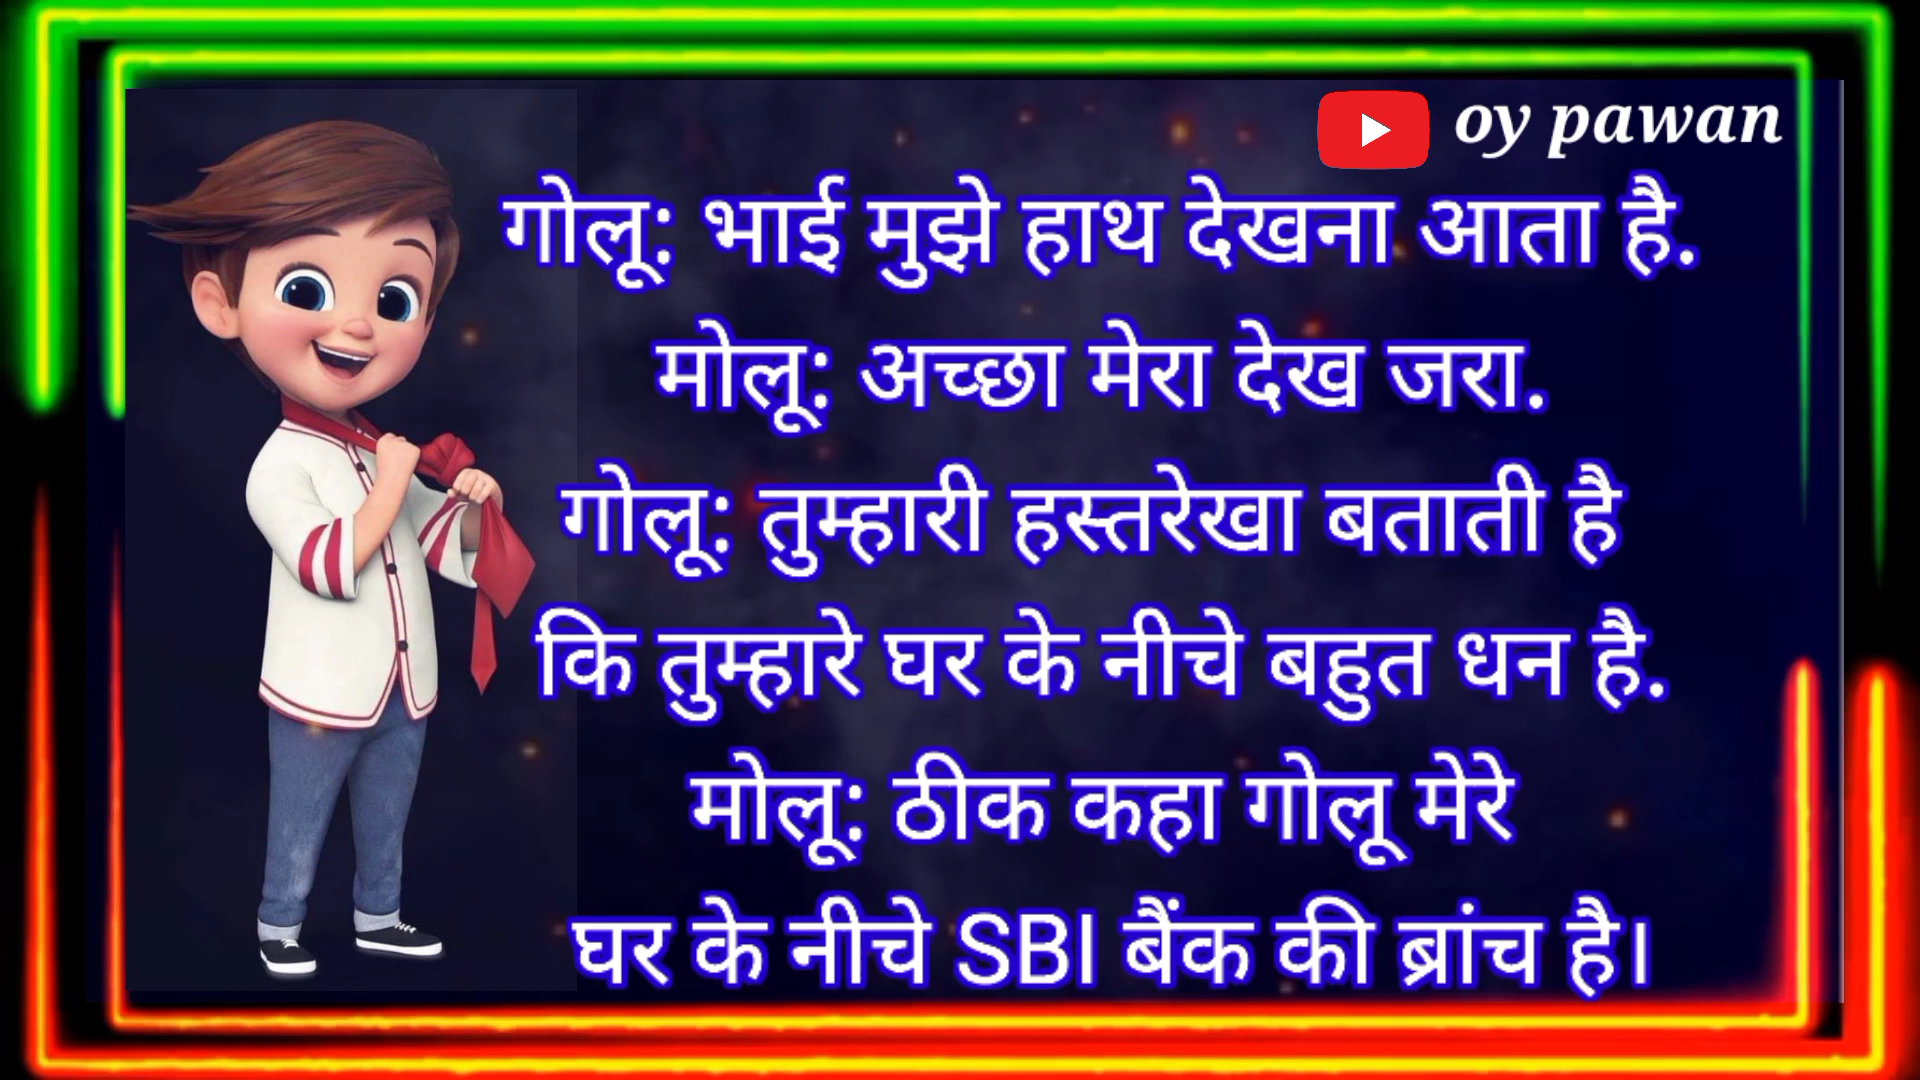 oy pawan
गोलू: भाई मुझे हाथ देखना आता है.
मोलू: अच्छा मेरा देख जरा.
गोलू: तुम्हारी हस्तरेखा बताती है
कि तुम्हारे घर के नीचे बहुत धन है.
मोलू: ठीक कहा गोलू मेरे
घर के नीचे SBI बैंक की ब्रांच है।